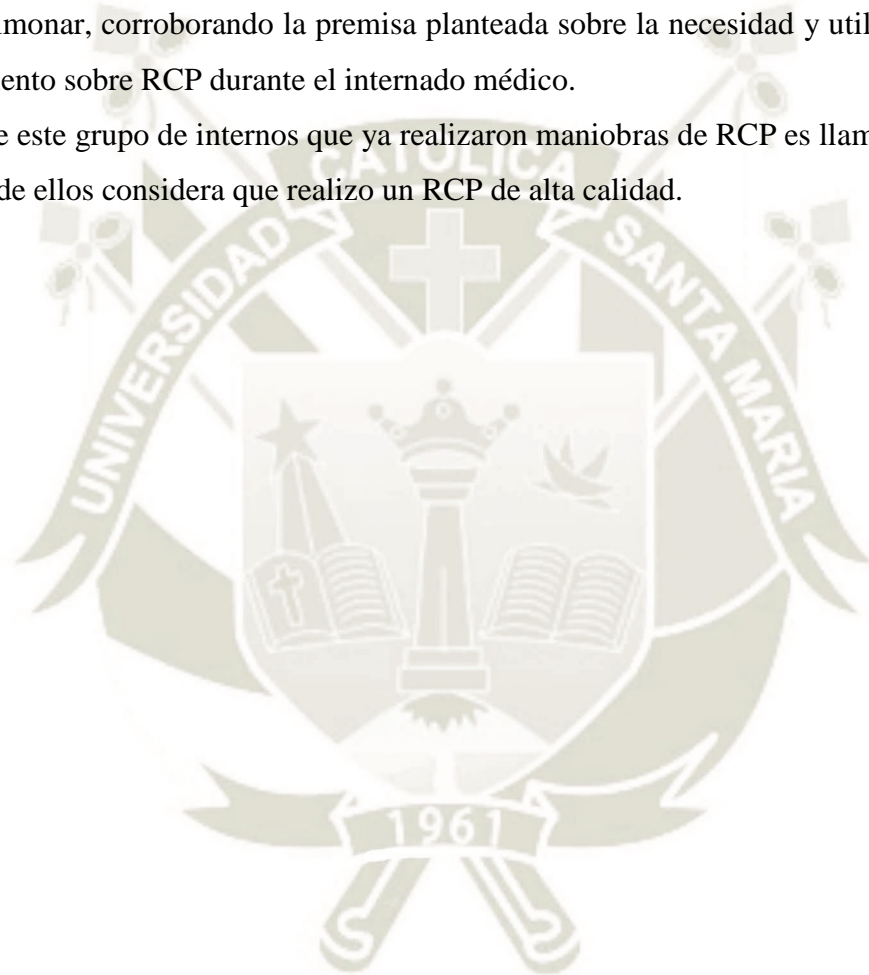 lmonar, corroborando la premisa planteada sobre la necesidad y util
ento sobre RCP durante el internado médico.
e este grupo de internos que ya realizaron maniobras de RCP es llam
de ellos considera que realizo un RCP de alta calidad.
UNIVERSIDAD CATOLICA SANTA MARIA
1961